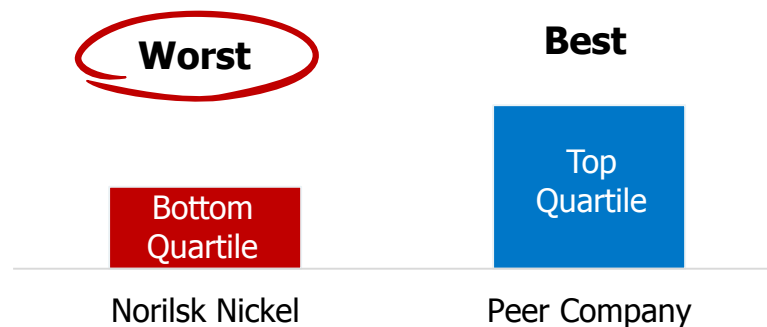 Worst
Best
Bottom
Quartile
Top
Quartile
Norilsk Nickel
Peer Company